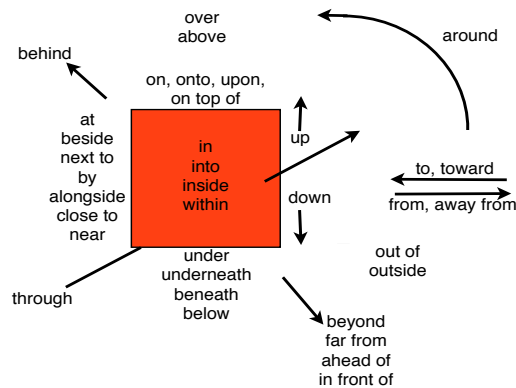 over
above
around
behind
on, onto, upon,
on top of
at
beside
next to
by
alongside
close to
near
in
into
inside
within
up
down
to, toward
from, away from
out of
outside
under
underneath
beneath
below
through
beyond
far from
ahead of
in front of